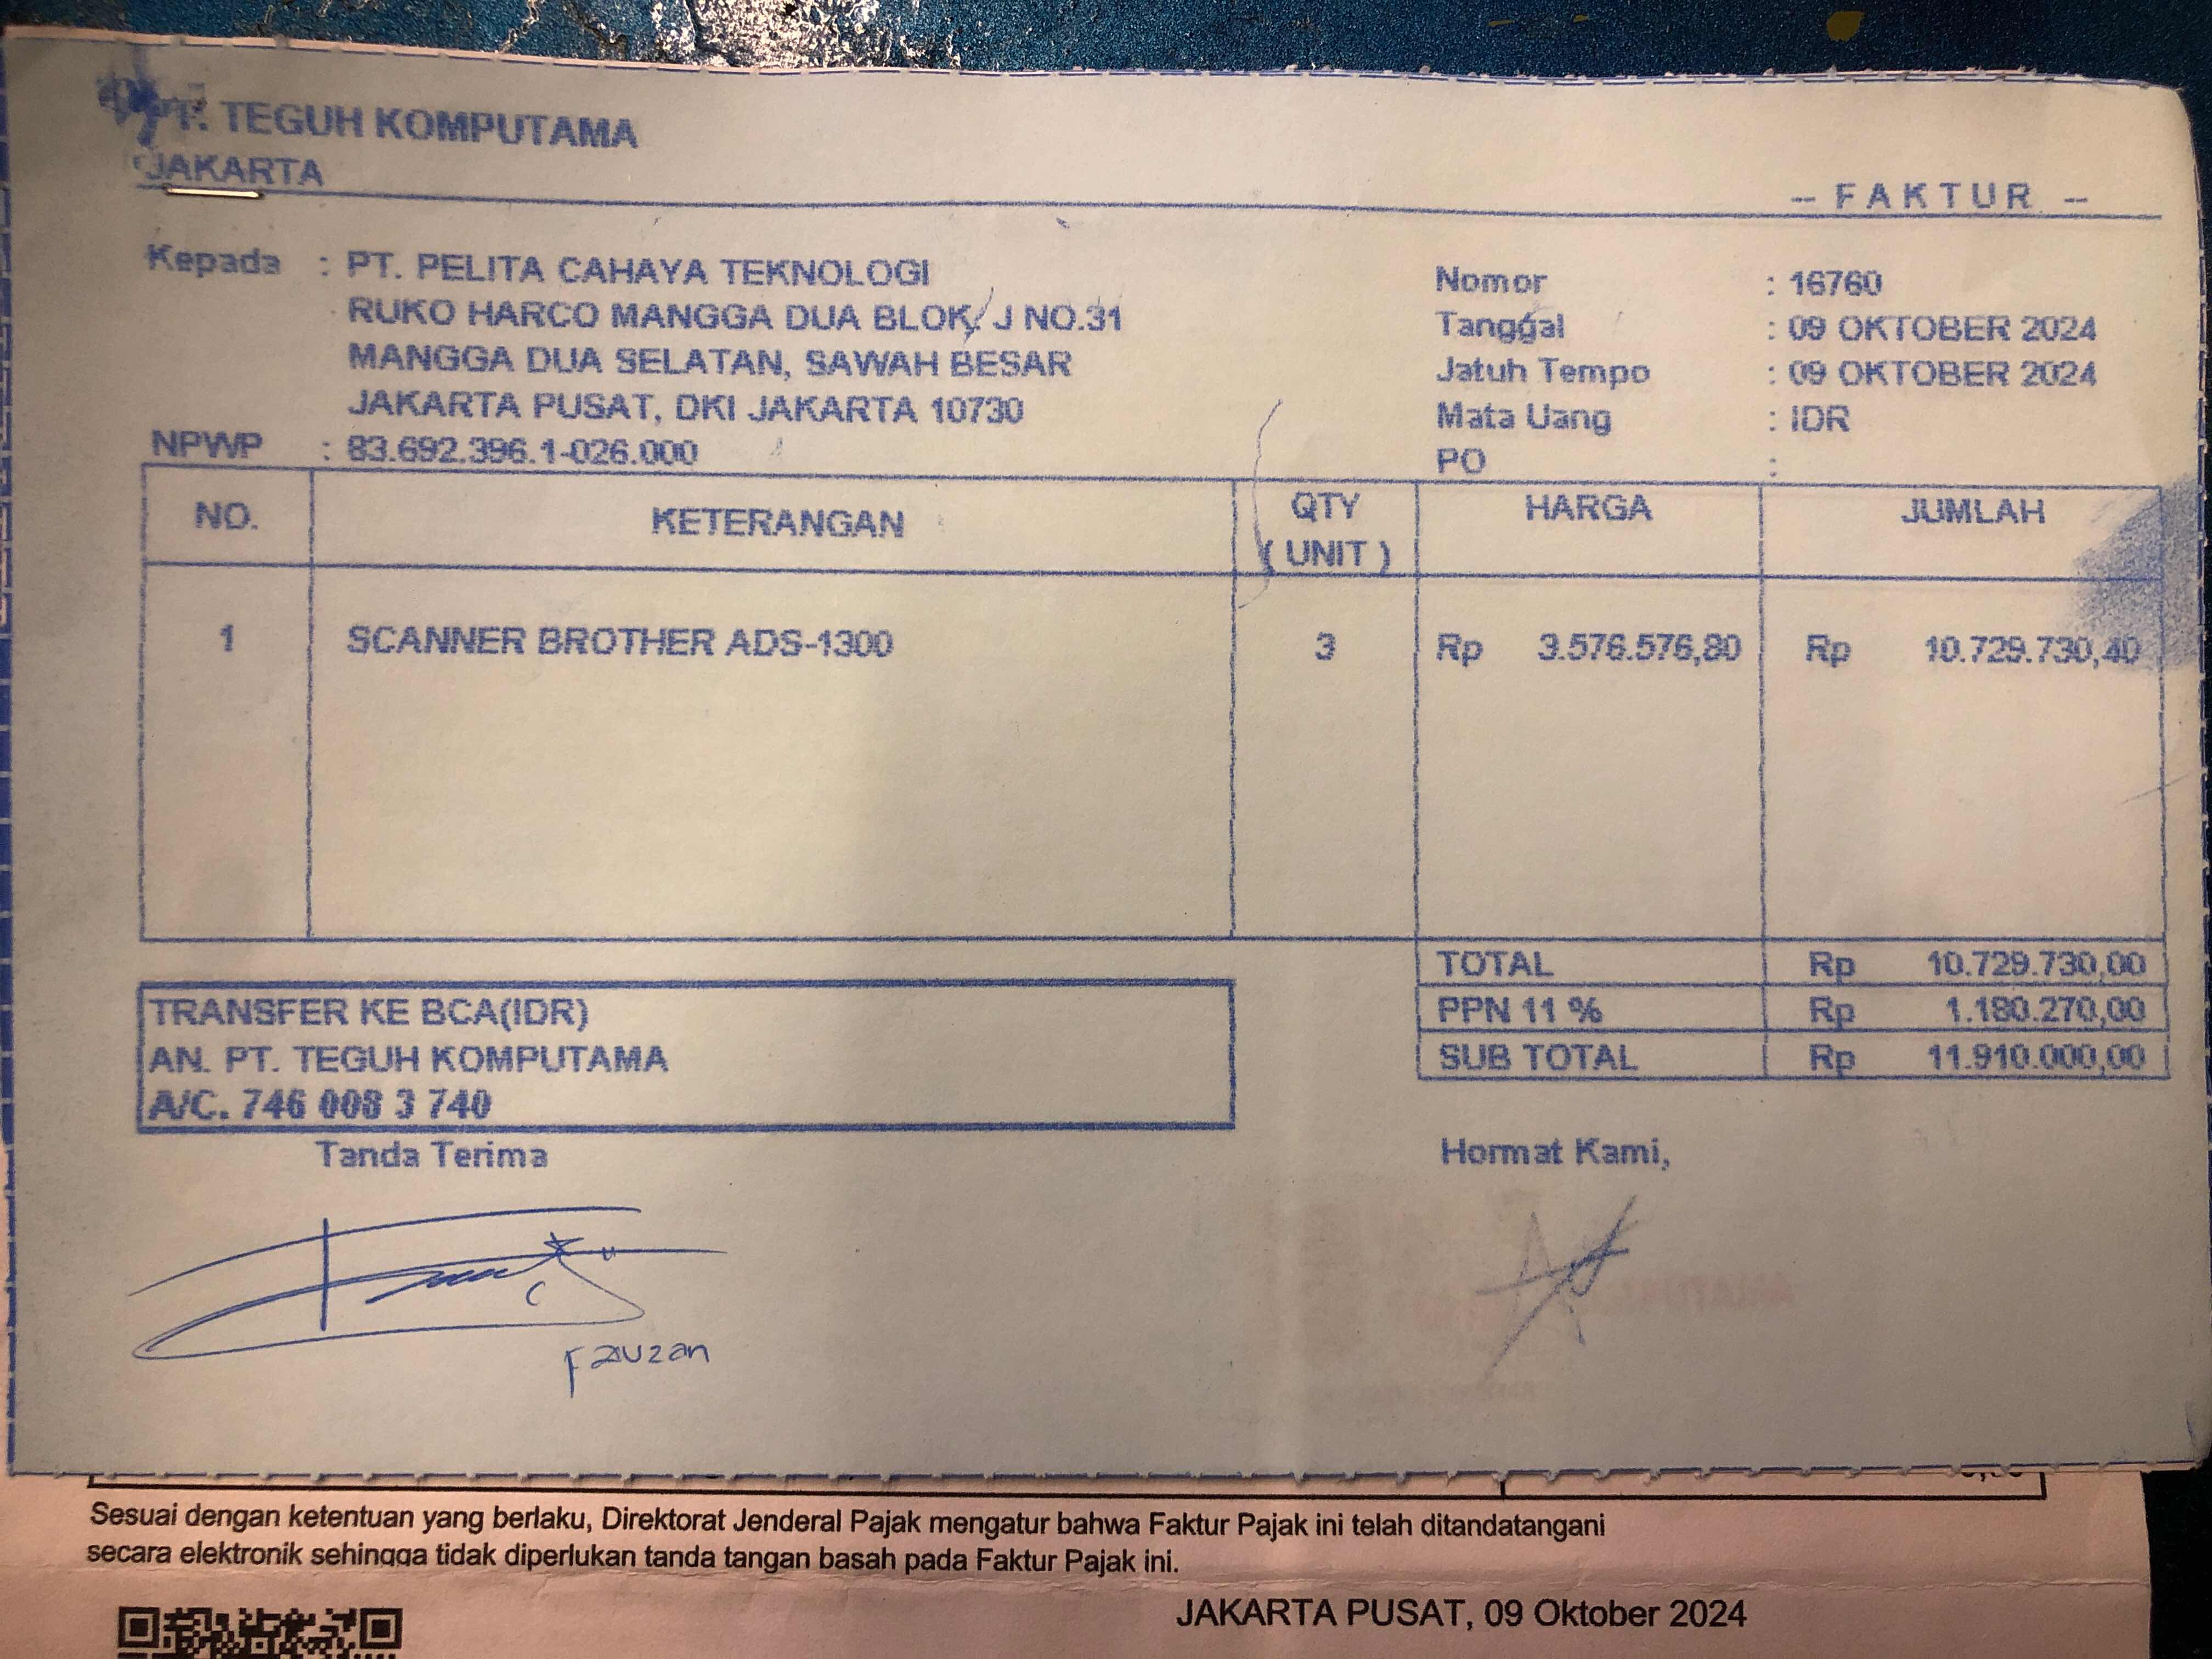 PT. TEGUH KOMPUTAMA
JAKARTA
- F A K T U R -
Kepada : PT. PELITA CAHAYA TEKNOLOGI
RUKO HARCO MANGGA DUA BLOK J NO.31
MANGGA DUA SELATAN, SAWAH BESAR
JAKARTA PUSAT, DKI JAKARTA 10730
NPWP : 83.692.396.1-026.000
Nomor : 16760
Tanggal : 09 OKTOBER 2024
Jatuh Tempo : 09 OKTOBER 2024
Mata Uang : IDR
PO :
NO. KETERANGAN QTY ( UNIT ) HARGA JUMLAH
1 SCANNER BROTHER ADS-1300 3 Rp 3.576.576,80 Rp 10.729.730,40
TOTAL Rp 10.729.730,00
PPN 11 % Rp 1.180.270,00
SUB TOTAL Rp 11.910.000,00
TRANSFER KE BCA(IDR)
AN. PT. TEGUH KOMPUTAMA
A/C. 746 008 3 740
Tanda Terima
Hormat Kami,
Fauzan
Sesuai dengan ketentuan yang berlaku, Direktorat Jenderal Pajak mengatur bahwa Faktur Pajak ini telah ditandatangani
secara elektronik sehingga tidak diperlukan tanda tangan basah pada Faktur Pajak ini.
JAKARTA PUSAT, 09 Oktober 2024